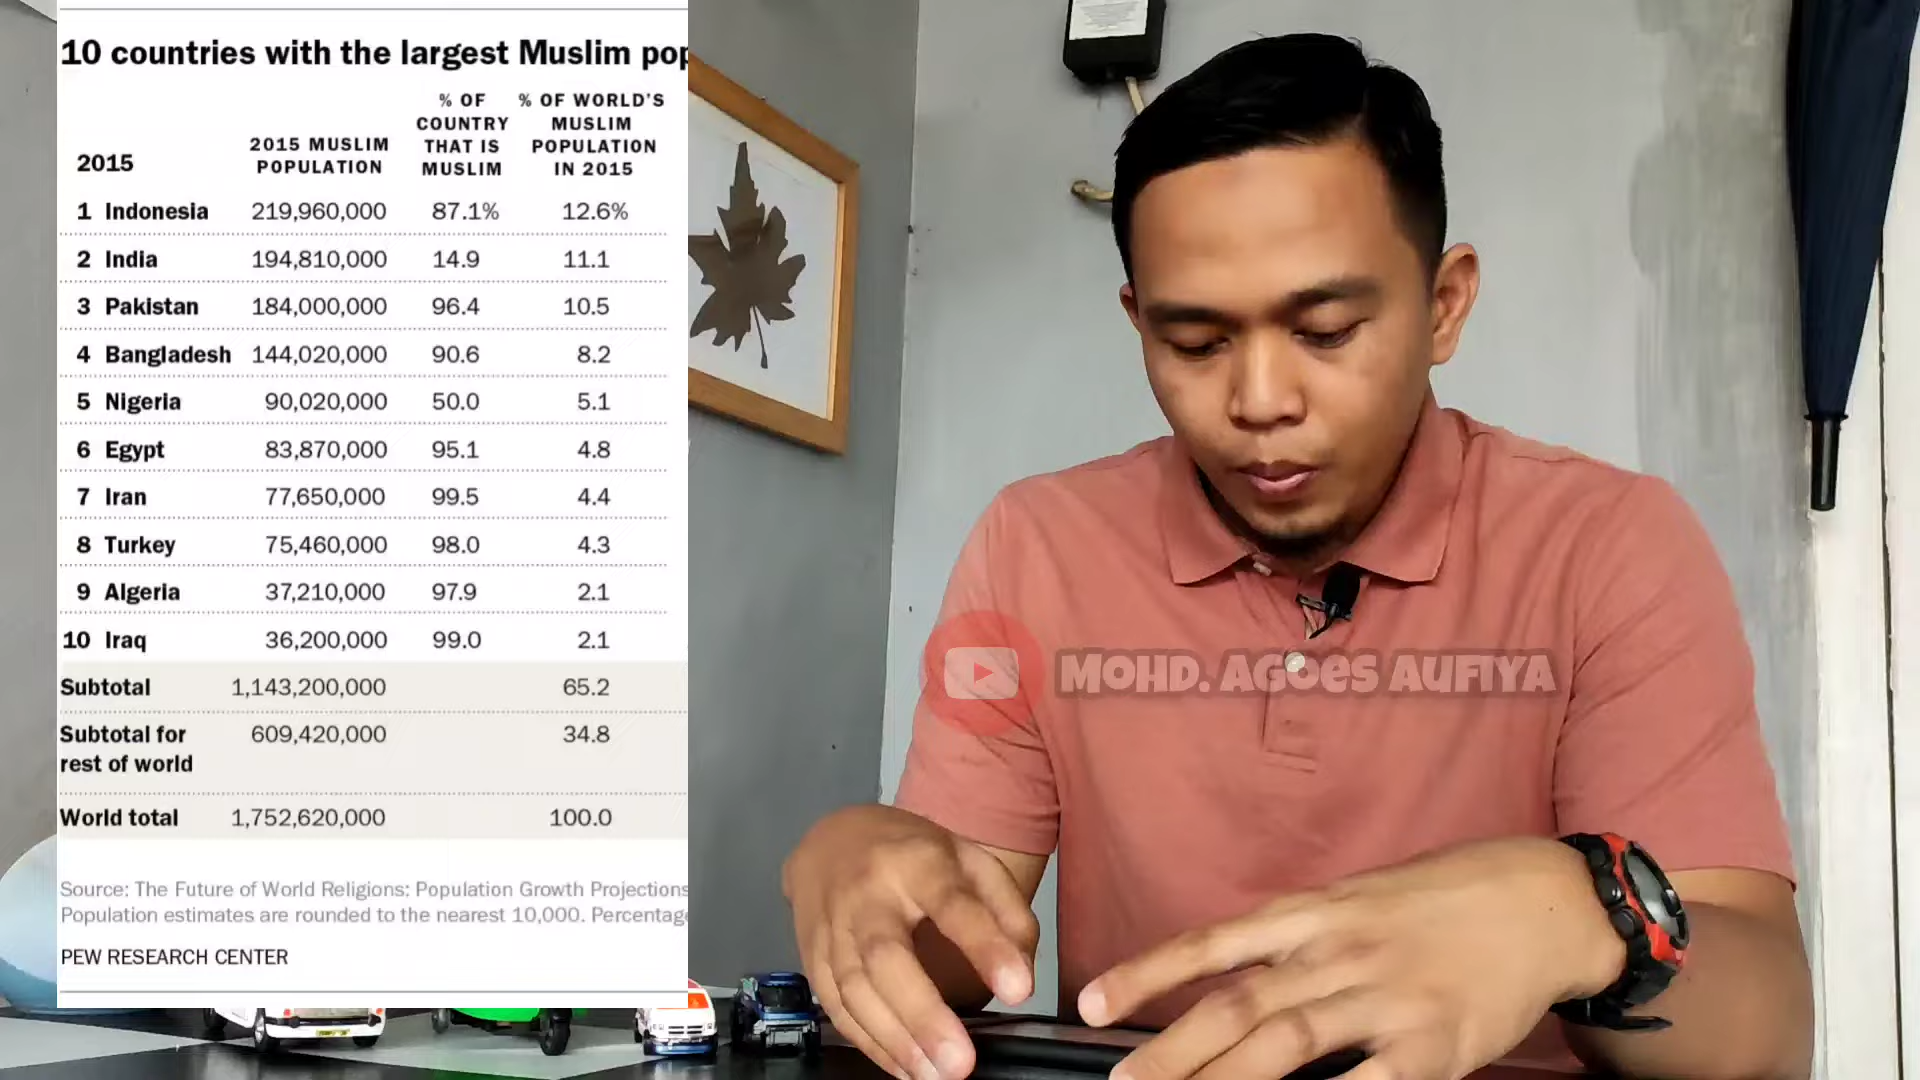 10 countries with the largest Muslim
% OF COUNTRY THAT IS MUSLIM
% OF WORLD'S MUSLIM POPULATION IN 2015
2015 2015 MUSLIM POPULATION
1 Indonesia 219,960,000 87.1% 12.6%
2 India 194,810,000 14.9 11.1
3 Pakistan 184,000,000 96.4 10.5
4 Bangladesh 144,020,000 90.6 8.2
5 Nigeria 90,020,000 50.0 5.1
6 Egypt 83,870,000 95.1 4.8
7 Iran 77,650,000 99.5 4.4
8 Turkey 75,460,000 98.0 4.3
9 Algeria 37,210,000 97.9 2.1
10 Iraq 36,200,000 99.0 2.1
Subtotal 1,143,200,000 65.2
Subtotal for rest of world 609,420,000 34.8
World total 1,752,620,000 100.0
Source: The Future of World Religions: Population Growth Projections
Population estimates are rounded to the nearest 10,000. Percentag
PEW RESEARCH CENTER
MOHD. AGOES AUFIYA